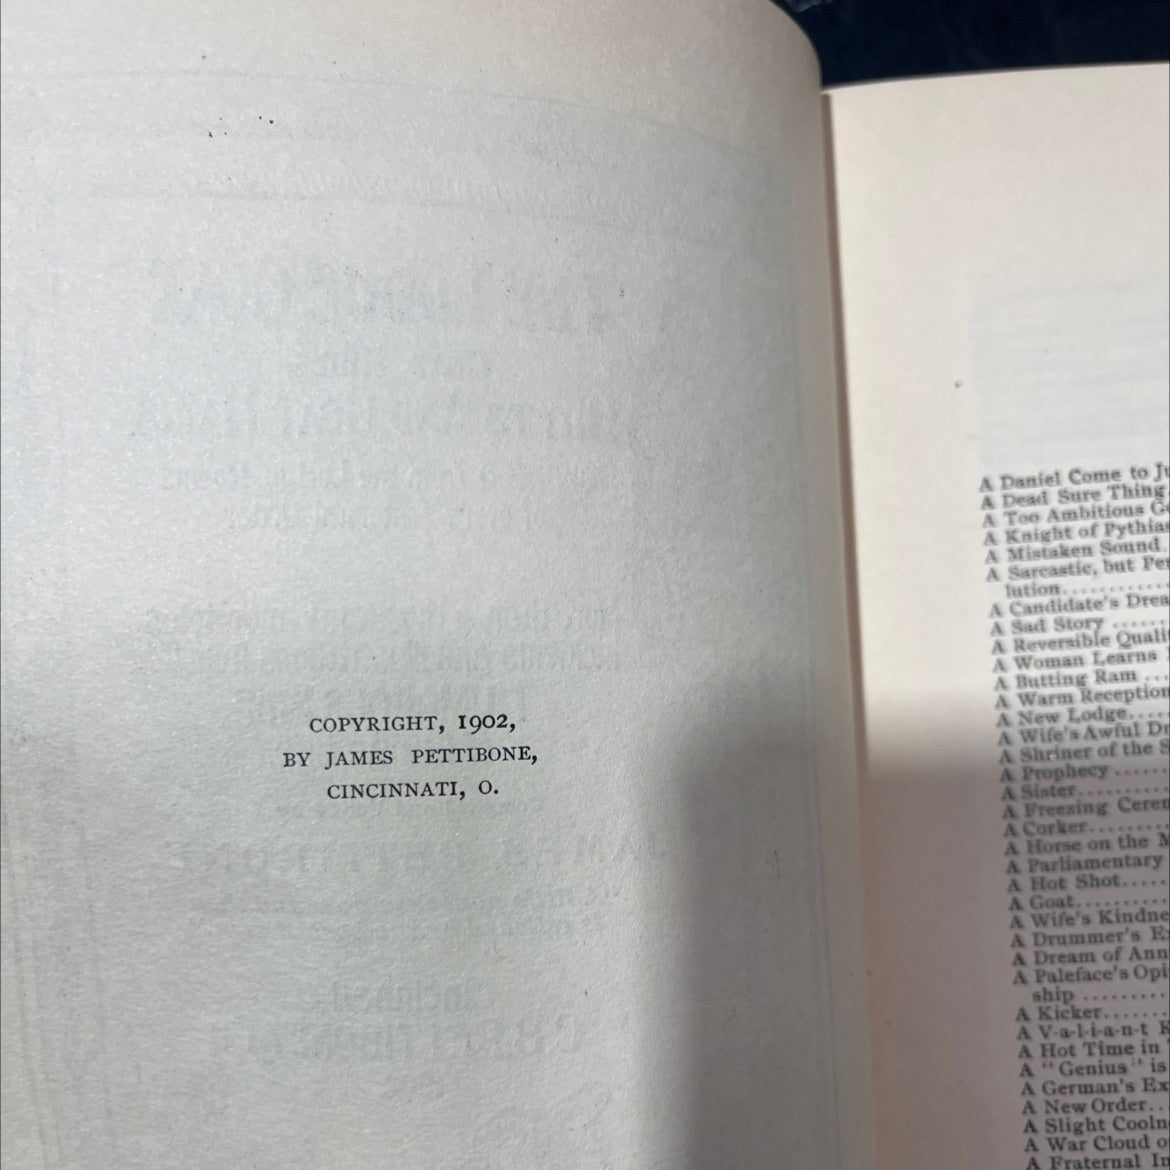 COPYRIGHT, 1902,
BY JAMES PETTIBONE,
CINCINNATI, O.
A Daniel Come to
A Dead Sure Thing
A Too Ambitious
A Knight of
A Mistaken Sound
A Sarcastic, but
lution..........
A Candidate's
A Sad Story ......
A Reversible
A Woman Learns
A Butting Ram ...
A Warm Reception
A New Lodge....
A Wife's Awful
A Shriner of the
A Prophecy ......
A Sister..........
A Freezing
A Corker........
A Horse on the
A Parliamentary
A Hot Shot.....
A Goat..........
A Wife's
A Drummer's
A Dream of
A Paleface's
ship .........
A Kicker.......
A V-a-l-i-a-n-t
A Hot Time in
A "Genius" is
A German's
A New Order..
A Slight
A War Cloud
A Fraternal